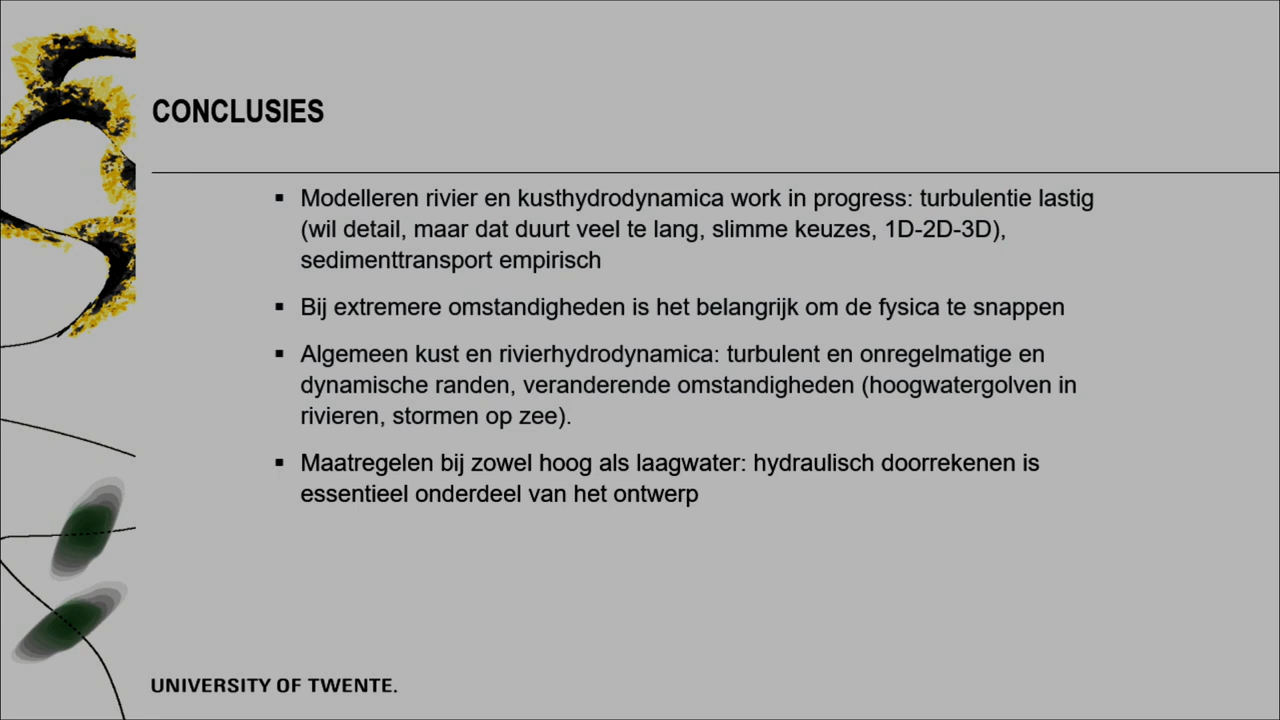 CONCLUSIES
▪ Modelleren rivier en kusthydrodynamica work in progress: turbulentie lastig
(wil detail, maar dat duurt veel te lang, slimme keuzes, 1D-2D-3D),
sedimenttransport empirisch
▪ Bij extremere omstandigheden is het belangrijk om de fysica te snappen
▪ Algemeen kust en rivierhydrodynamica: turbulent en onregelmatige en
dynamische randen, veranderende omstandigheden (hoogwatergolven in
rivieren, stormen op zee).
▪ Maatregelen bij zowel hoog als laagwater: hydraulisch doorrekenen is
essentieel onderdeel van het ontwerp
UNIVERSITY OF TWENTE.